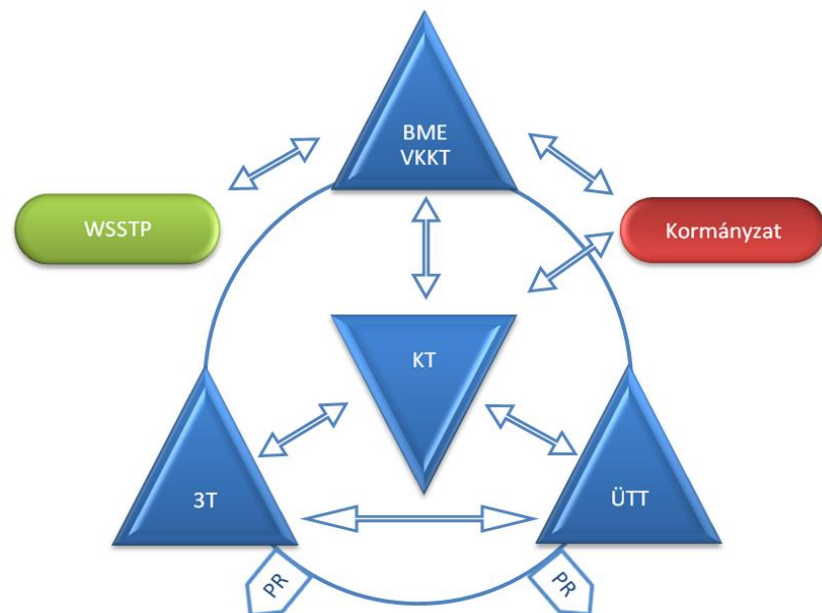 BME
VKKT
WSSTP
Kormányzat
KT
3T
ÜTT
PR
PR